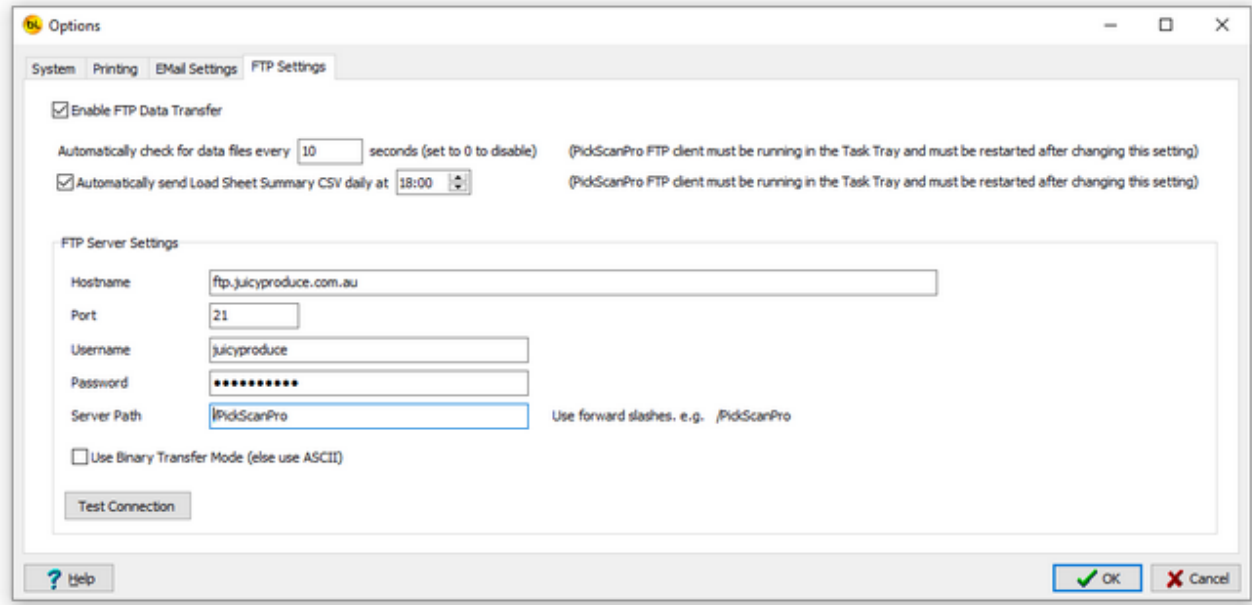 Options
System Printing EMail Settings FTP Settings
Enable FTP Data Transfer
Automatically check for data files every 10 seconds (set to 0 to disable) (PickScanPro FTP client must be running in the Task Tray and must be restarted after changing this setting)
Automatically send Load Sheet Summary CSV daily at 18:00 (PickScanPro FTP client must be running in the Task Tray and must be restarted after changing this setting)
FTP Server Settings
Hostname ftp.juicyproduce.com.au
Port 21
Username juicyproduce
Password ●●●●●●●●●●
Server Path /PickScanPro Use forward slashes. e.g. /PickScanPro
Use Binary Transfer Mode (else use ASCII)
Test Connection
? Help OK Cancel